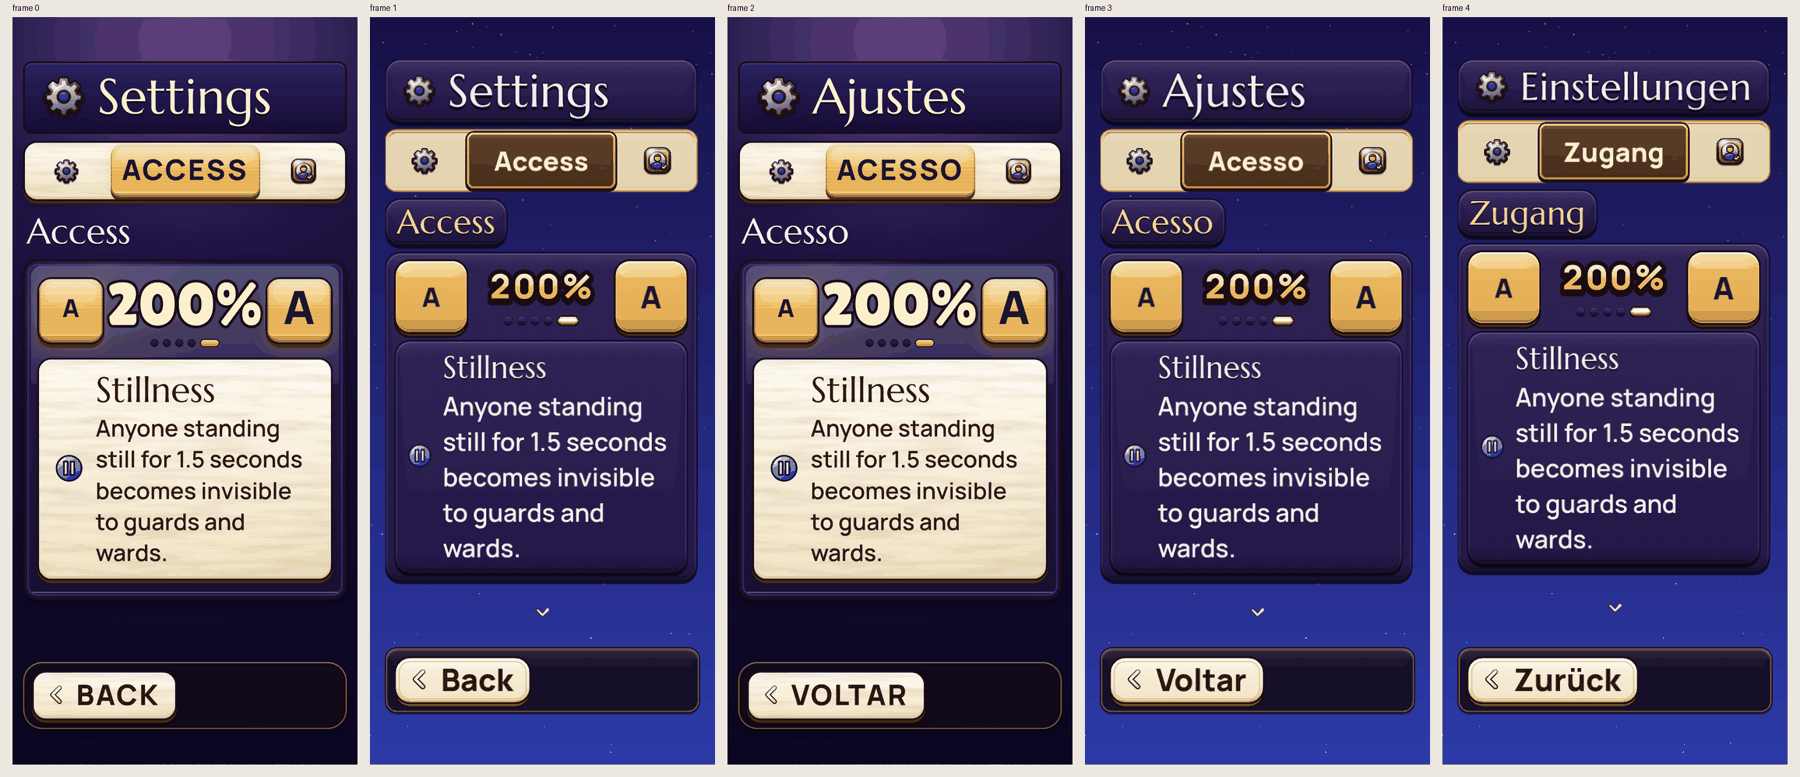 frame 0
Settings
ACCESS
Access
A 200% A
Stillness
Anyone standing
still for 1.5 seconds
becomes invisible
to guards and
wards.
BACK
frame 1
Settings
Access
Access
A 200% A
Stillness
Anyone standing
still for 1.5 seconds
becomes invisible
to guards and
wards.
Back
frame 2
Ajustes
ACESSO
Acesso
A 200% A
Stillness
Anyone standing
still for 1.5 seconds
becomes invisible
to guards and
wards.
VOLTAR
frame 3
Ajustes
Acesso
Acesso
A 200% A
Stillness
Anyone standing
still for 1.5 seconds
becomes invisible
to guards and
wards.
Voltar
frame 4
Einstellungen
Zugang
Zugang
A 200% A
Stillness
Anyone standing
still for 1.5 seconds
becomes invisible
to guards and
wards.
Zurück